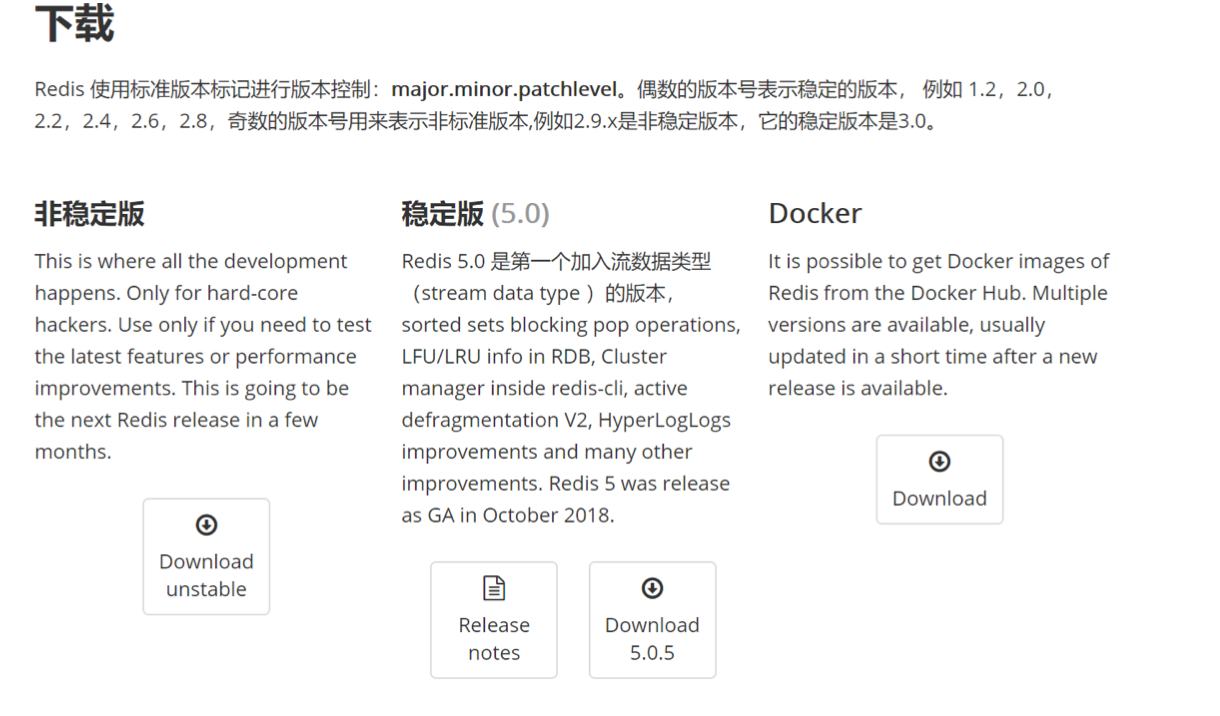 下载
Redis 使用标准版本标记进行版本控制：major.minor.patchlevel。偶数的版本号表示稳定的版本， 例如 1.2，2.0，
2.2，2.4，2.6，2.8，奇数的版本号用来表示非标准版本,例如2.9.x是非稳定版本，它的稳定版本是3.0。
非稳定版
This is where all the development
happens. Only for hard-core
hackers. Use only if you need to test
the latest features or performance
improvements. This is going to be
the next Redis release in a few
months.
Download
unstable
稳定版 (5.0)
Redis 5.0 是第一个加入流数据类型
（stream data type ）的版本，
sorted sets blocking pop operations,
LFU/LRU info in RDB, Cluster
manager inside redis-cli, active
defragmentation V2, HyperLogLogs
improvements and many other
improvements. Redis 5 was release
as GA in October 2018.
Release
notes
Download
5.0.5
Docker
It is possible to get Docker images of
Redis from the Docker Hub. Multiple
versions are available, usually
updated in a short time after a new
release is available.
Download